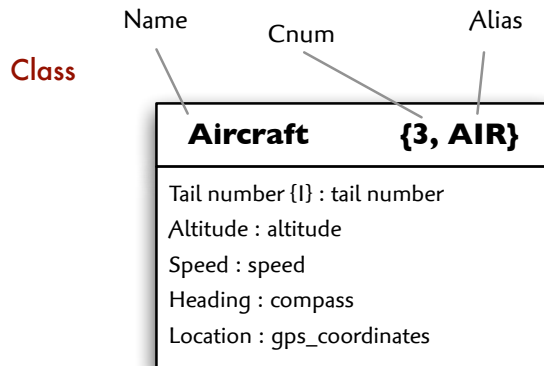 Name
Cnum
Alias
Class
Aircraft {3, AIR}
Tail number {I} : tail number
Altitude : altitude
Speed : speed
Heading : compass
Location : gps_coordinates